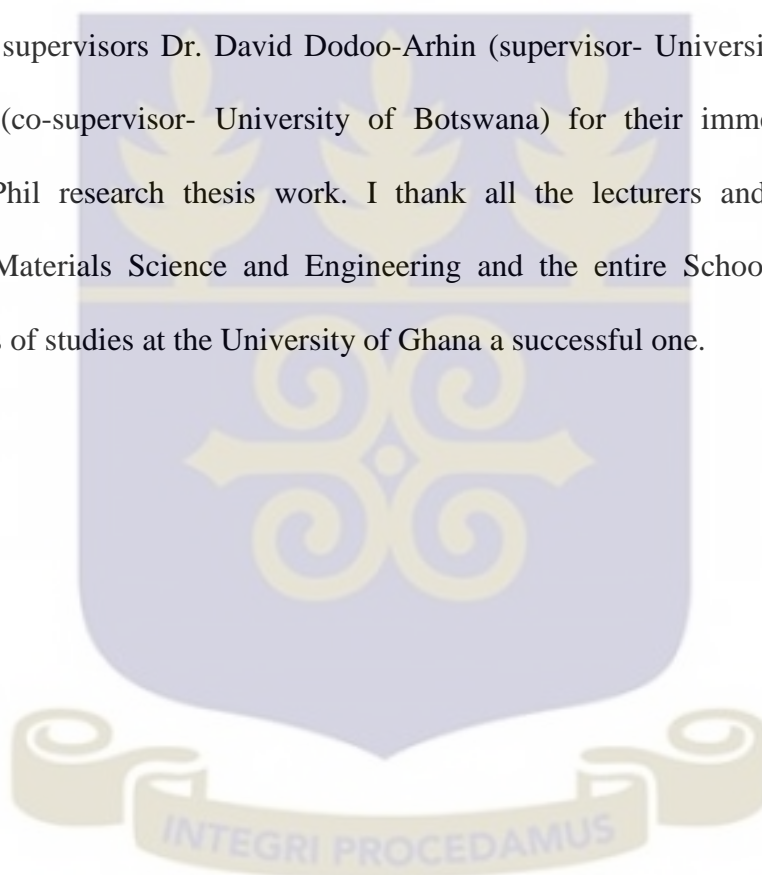 supervisors Dr. David Dodoo-Arhin (supervisor- Universi
(co-supervisor- University of Botswana) for their imm
Phil research thesis work. I thank all the lecturers and
Materials Science and Engineering and the entire Schoo
s of studies at the University of Ghana a successful one.
INTEGRI PROCEDAMUS